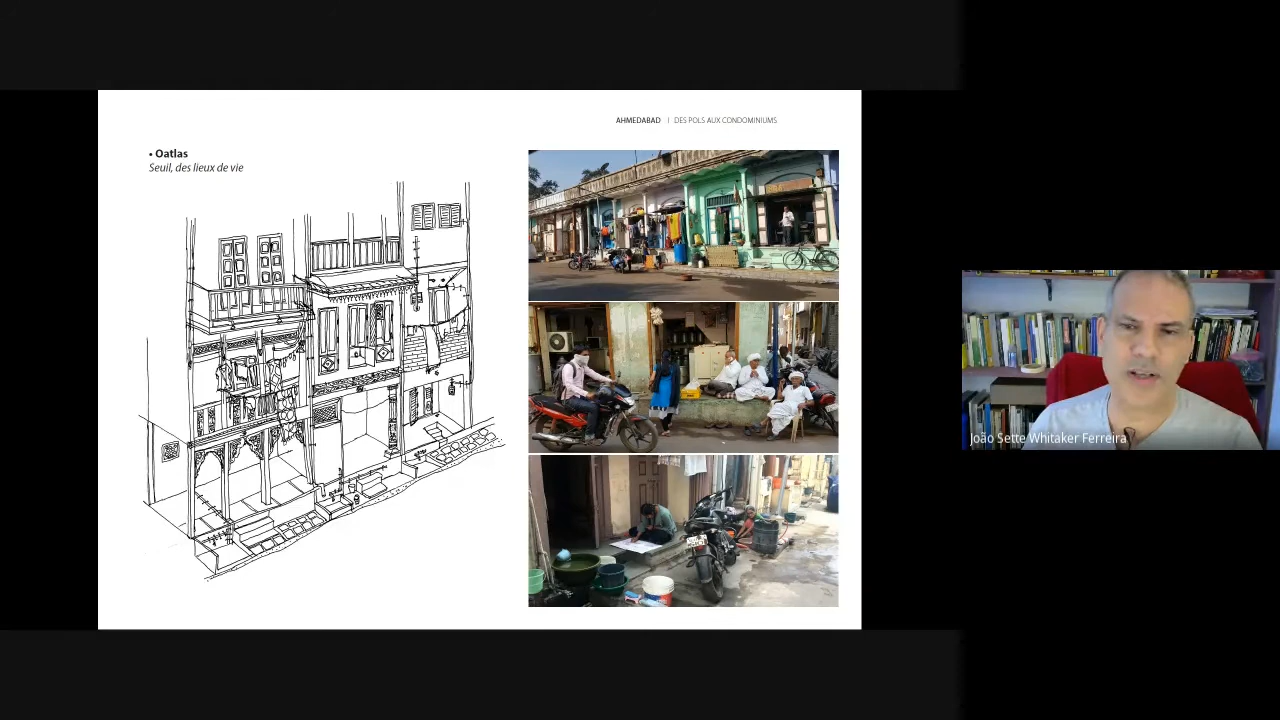 AHMEDABAD | DES POLS AUX CONDOMINIUMS
• Oatlas
Seuil, des lieux de vie
João Sette Whitaker Ferreira